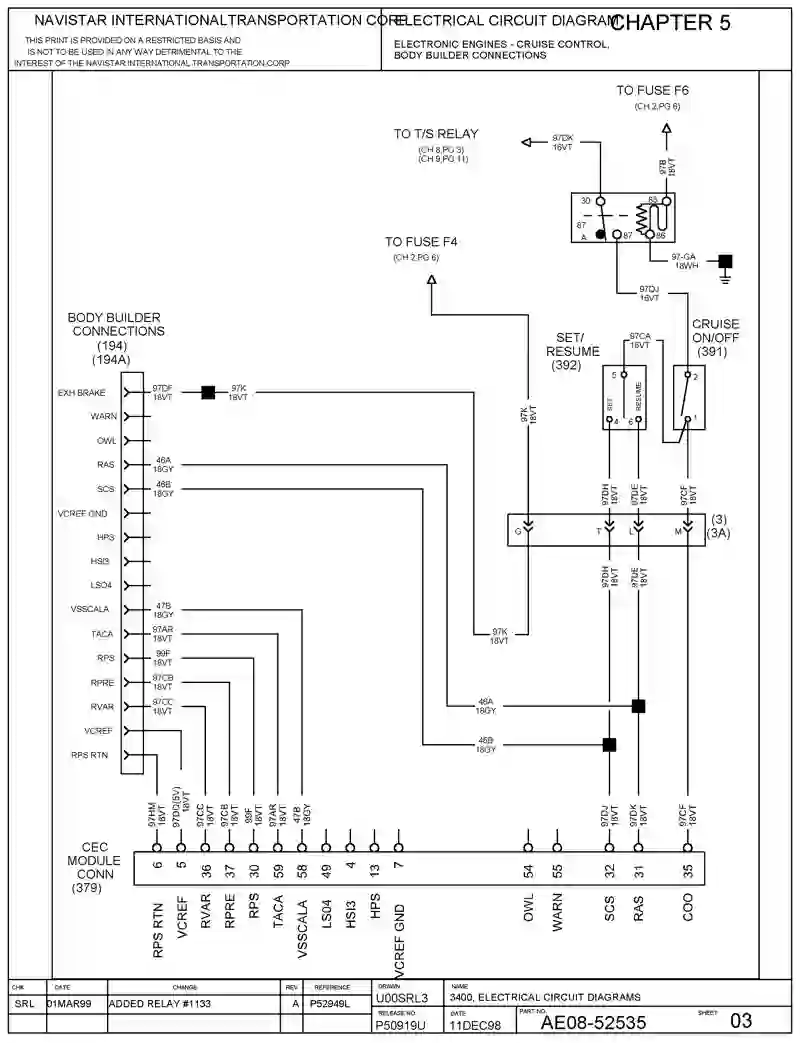 NAVISTAR INTERNATIONALTRANSPORTATION CORP.
ELECTRICAL CIRCUIT DIAGRAM
CHAPTER 5
THIS PRINT IS PROVIDED ON A RESTRICTED BASIS AND
IS NOT TO BE USED IN ANY WAY DETRIMENTAL TO THE
INTEREST OF THE NAVISTAR INTERNATIONAL TRANSPORTATION CORP
ELECTRONIC ENGINES - CRUISE CONTROL,
BODY BUILDER CONNECTIONS
TO FUSE F6
(CH 2,PG 6)
TO T/S RELAY
(CH 8,PG 3)
(CH 9,PG 11)
97DK
16VT
97B
18VT
30
85
87
A
87
86
TO FUSE F4
(CH 2,PG 6)
97-GA
18WH
97DJ
16VT
BODY BUILDER
CONNECTIONS
(194)
(194A)
SET/
RESUME
(392)
97CA
16VT
CRUISE
ON/OFF
(391)
5
SET
RESUME
4
6
2
1
EXH BRAKE
97DF
18VT
97K
18VT
WARN
OWL
RAS
46A
18GY
SCS
46B
18GY
VCREF GND
HP3
HSI3
LSO4
VSSCALA
47B
18GY
TACA
97AR
18VT
RPS
99F
18VT
RPRE
97CB
18VT
RVAR
97CC
18VT
VCREF
RPS RTN
97K
18VT
97DH
18VT
97DE
18VT
97CF
18VT
(3)
(3A)
G
T
L
M
97DH
18VT
97DE
18VT
97K
18VT
46A
18GY
46B
18GY
97HM
18VT
97DD(5V)
18VT
97CC
18VT
97CB
18VT
99F
18VT
97AR
18VT
47B
18GY
97DJ
18VT
97DK
18VT
97CF
18VT
CEC
MODULE
CONN
(379)
6
5
36
37
30
59
58
49
4
13
7
54
55
32
31
35
RPS RTN
VCREF
RVAR
RPRE
RPS
TACA
VSSCALA
LS04
HSI3
HPS
VCREF GND
OWL
WARN
SCS
RAS
COO
CHK
DATE
CHANGE
REV
REFERENCE
SRL
01MAR99
ADDED RELAY #1133
A
P52949L
DRAWN
U00SRL3
NAME
3400, ELECTRICAL CIRCUIT DIAGRAMS
RELEASE NO.
P50919U
DATE
11DEC98
PART NO.
AE08-52535
SHEET
03